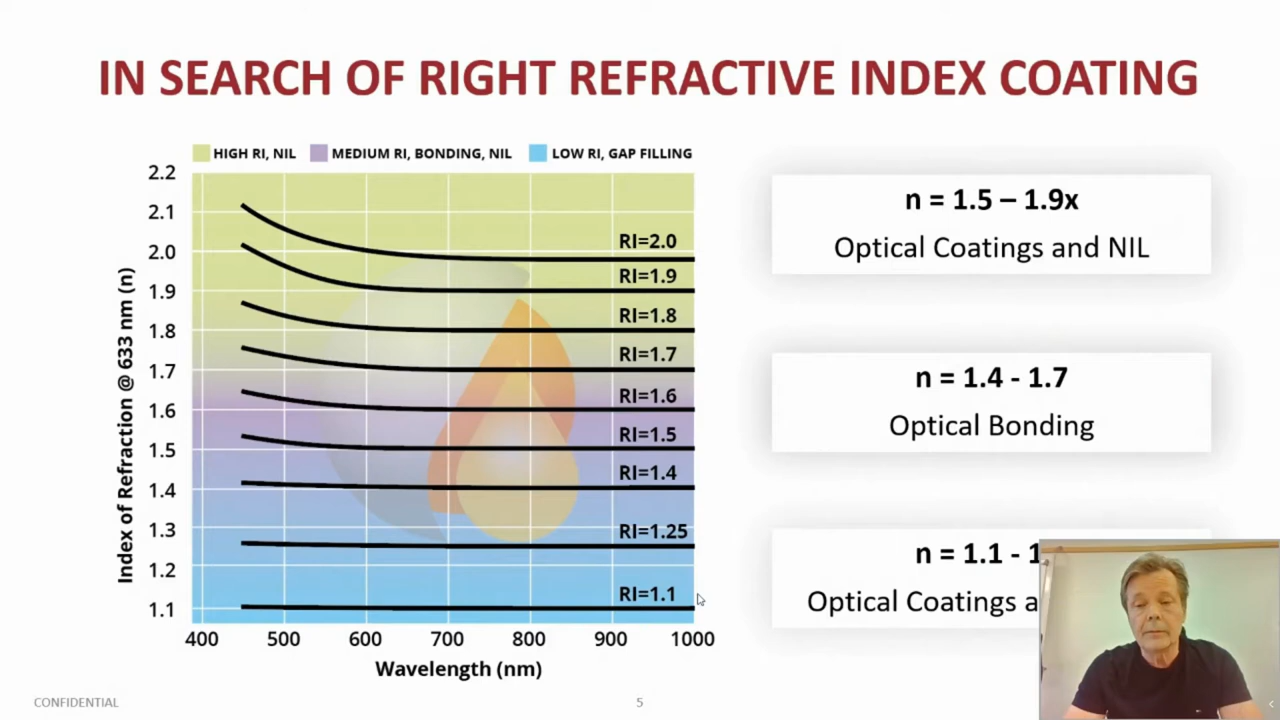 IN SEARCH OF RIGHT REFRACTIVE INDEX COATING
HIGH RI, NIL
MEDIUM RI, BONDING, NIL
LOW RI, GAP FILLING
Index of Refraction @ 633 nm (n)
2.2
2.1
2.0
1.9
1.8
1.7
1.6
1.5
1.4
1.3
1.2
1.1
RI=2.0
RI=1.9
RI=1.8
RI=1.7
RI=1.6
RI=1.5
RI=1.4
RI=1.25
RI=1.1
400 500 600 700 800 900 1000
Wavelength (nm)
n = 1.5 – 1.9x
Optical Coatings and NIL
n = 1.4 - 1.7
Optical Bonding
n = 1.1 - 1
Optical Coatings a
CONFIDENTIAL
5